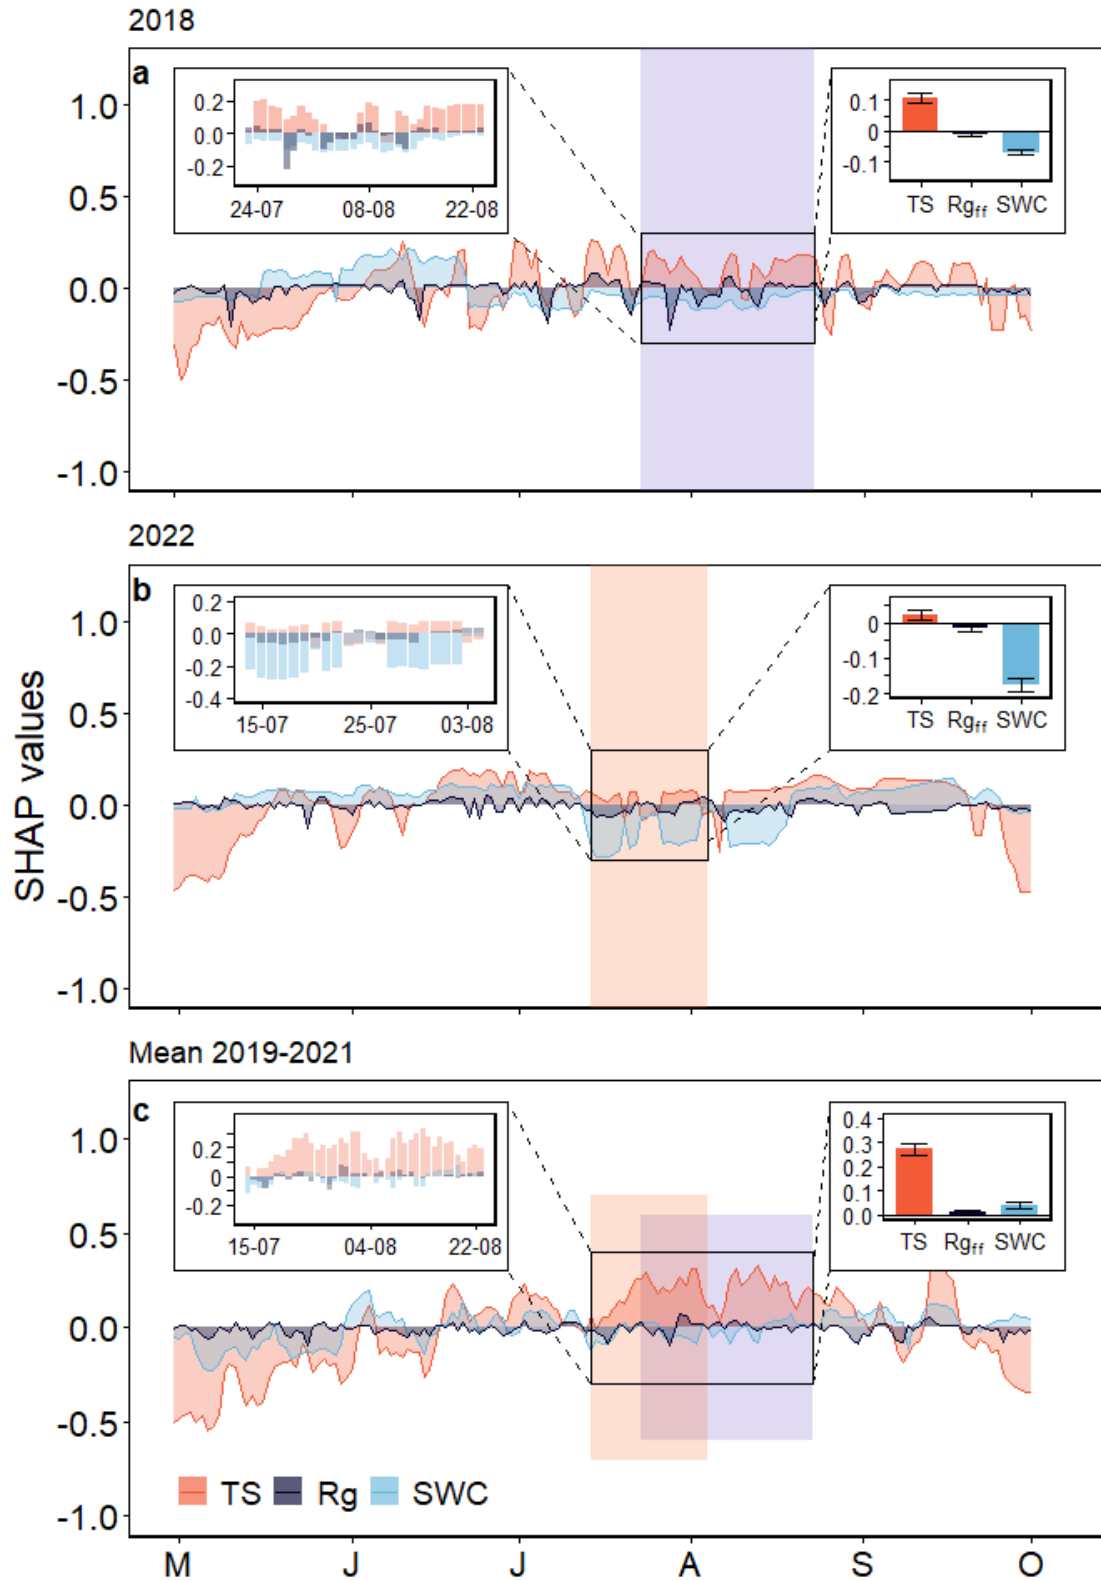 2018
a
1.0
0.5
0.0
-0.5
-1.0
0.2
0.0
-0.2
24-07 08-08 22-08
0.1
0
-0.1
TS Rgff SWC
2022
b
1.0
0.5
0.0
-0.5
-1.0
0.2
0.0
-0.2
-0.4
15-07 25-07 03-08
0
-0.1
-0.2
TS Rgff SWC
SHAP values
Mean 2019-2021
c
1.0
0.5
0.0
-0.5
-1.0
0.2
0
-0.2
15-07 04-08 22-08
0.4
0.3
0.2
0.1
0.0
TS Rgff SWC
TS Rg SWC
M J J A S O